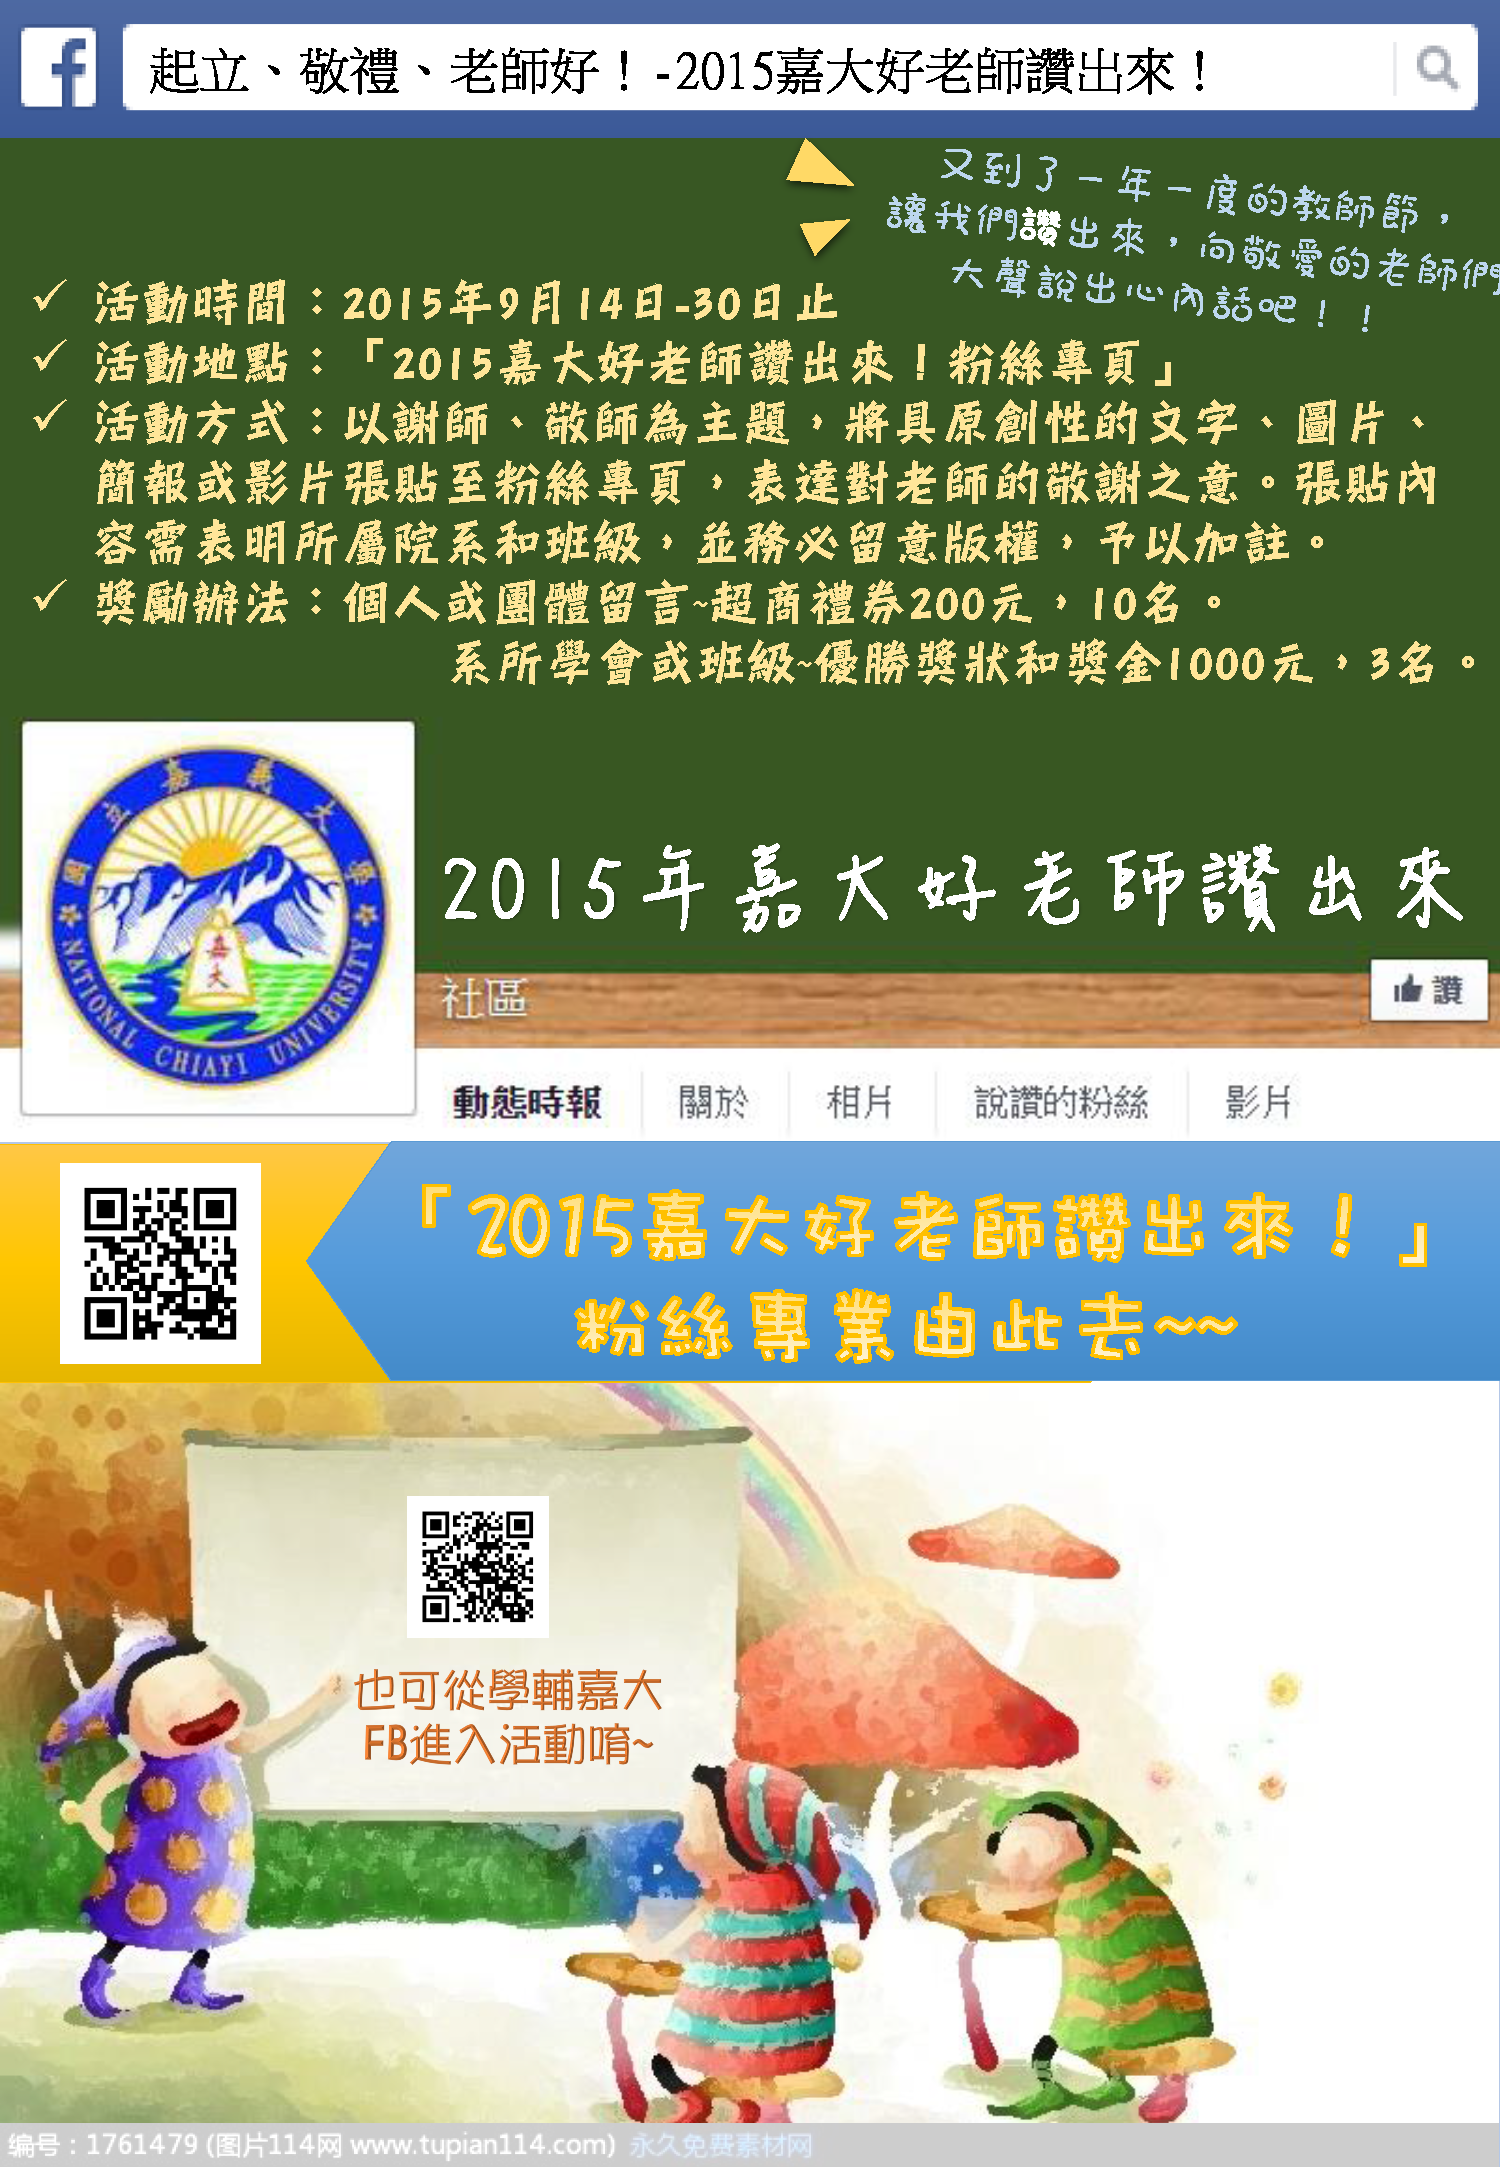 起立、敬禮、老師好！-2015嘉大好老師讚出來！
又到了一年一度的教師節，
讓我們讚出來，向敬愛的老師們
大聲說出心內話吧！！
✓ 活動時間：2015年9月14日-30日止
✓ 活動地點：「2015嘉大好老師讚出來！粉絲專頁」
✓ 活動方式：以謝師、敬師為主題，將具原創性的文字、圖片、
簡報或影片張貼至粉絲專頁，表達對老師的敬謝之意。張貼內
容需表明所屬院系和班級，並務必留意版權，予以加註。
✓ 獎勵辦法：個人或團體留言~超商禮券200元，10名。
系所學會或班級~優勝獎狀和獎金1000元，3名。
國立嘉義大學
嘉大
NATIONAL CHIAYI UNIVERSITY
2015年嘉大好老師讚出來
社區
讚
動態時報 關於 相片 說讚的粉絲 影片
「2015嘉大好老師讚出來！」
粉絲專業由此去~~
也可從學輔嘉大
FB進入活動唷~
编号：1761479 (图片114网 www.tupian114.com) 永久免费素材网